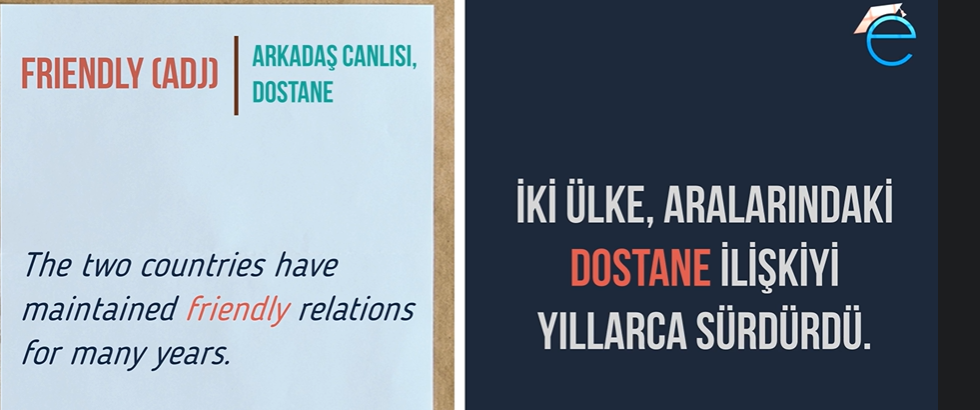 FRIENDLY (ADJ)
ARKADAŞ CANLISI,
DOSTANE
The two countries have
maintained friendly relations
for many years.
e
İKİ ÜLKE, ARALARINDAKİ
DOSTANE İLİŞKİYİ
YILLARCA SÜRDÜRDÜ.